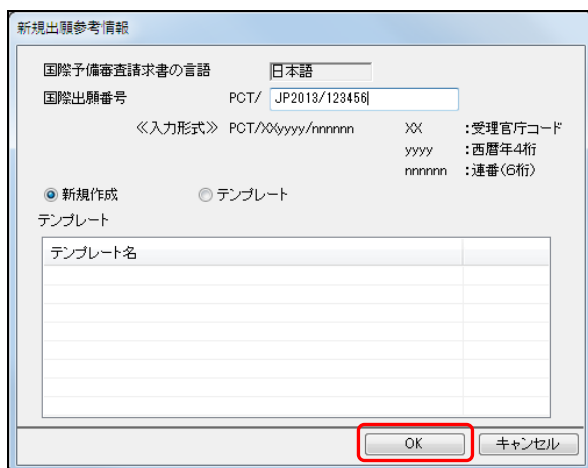 新規出願参考情報
国際予備審査請求書の言語 日本語
国際出願番号 PCT/ JP2013/123456
≪入力形式≫ PCT/XXyyyy/nnnnnn XX :受理官庁コード
yyyy :西暦年4桁
nnnnnn :連番(6桁)
新規作成 テンプレート
テンプレート
テンプレート名
OK キャンセル